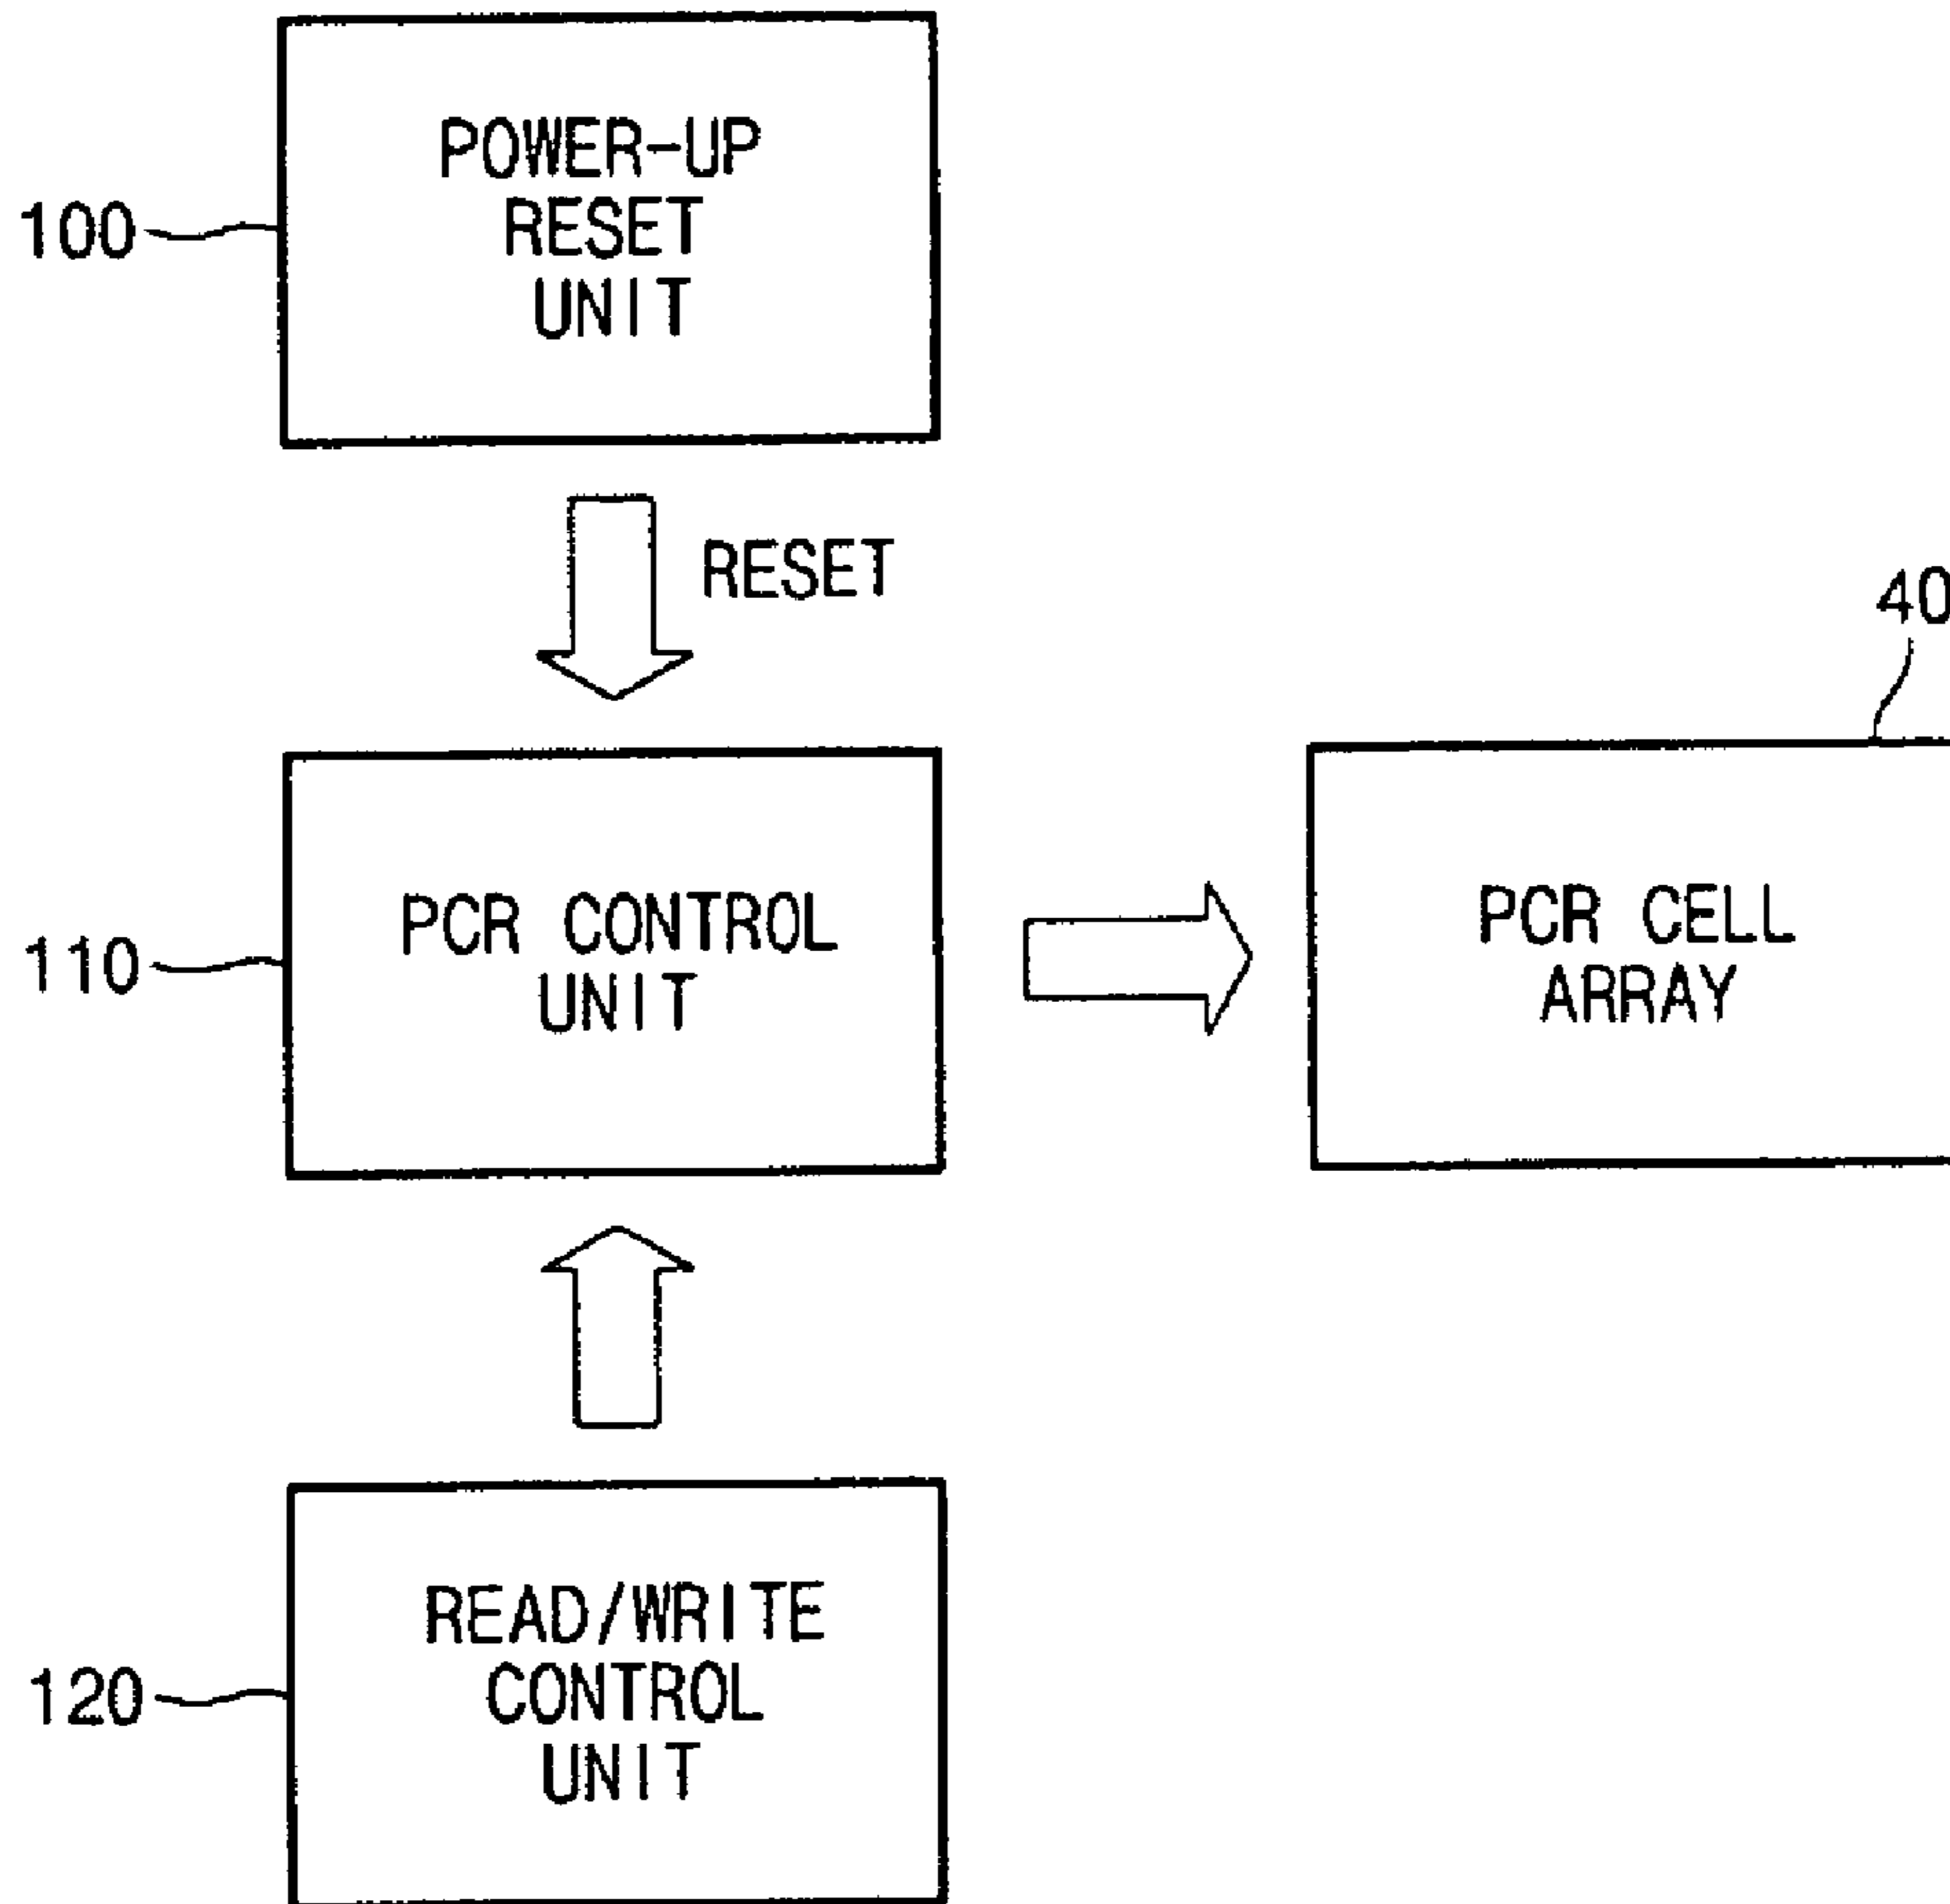 POWER-UP
RESET
UNIT
100
RESET
40
PCR CONTROL
UNIT
110
PCR CELL
ARRAY
READ/WRITE
CONTROL
UNIT
120